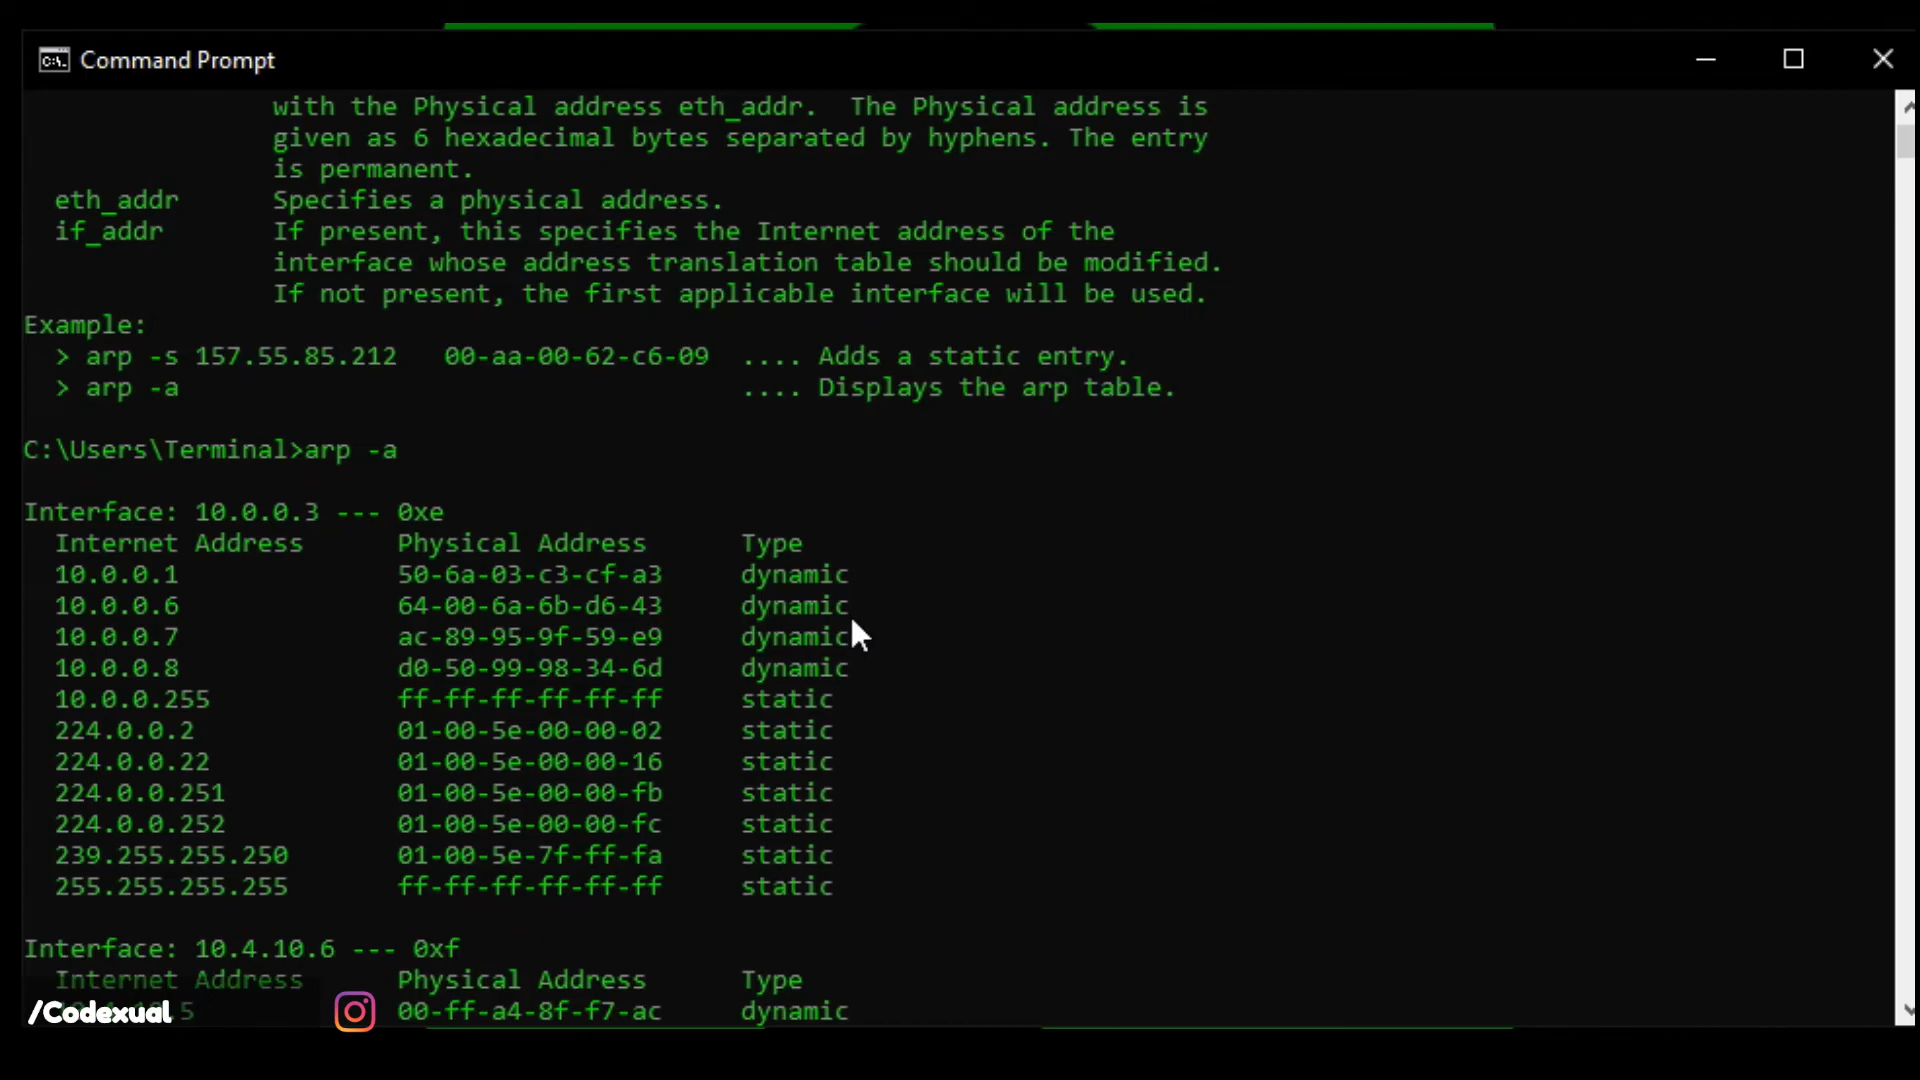 Command Prompt
with the Physical address eth_addr.  The Physical address is
given as 6 hexadecimal bytes separated by hyphens. The entry
is permanent.
eth_addr Specifies a physical address.
if_addr If present, this specifies the Internet address of the
interface whose address translation table should be modified.
If not present, the first applicable interface will be used.
Example:
> arp -s 157.55.85.212   00-aa-00-62-c6-09  .... Adds a static entry.
> arp -a                                    .... Displays the arp table.
C:\Users\Terminal>arp -a
Interface: 10.0.0.3 --- 0xe
Internet Address      Physical Address      Type
10.0.0.1              50-6a-03-c3-cf-a3     dynamic
10.0.0.6              64-00-6a-6b-d6-43     dynamic
10.0.0.7              ac-89-95-9f-59-e9     dynamic
10.0.0.8              d0-50-99-98-34-6d     dynamic
10.0.0.255            ff-ff-ff-ff-ff-ff     static
224.0.0.2             01-00-5e-00-00-02     static
224.0.0.22            01-00-5e-00-00-16     static
224.0.0.251           01-00-5e-00-00-fb     static
224.0.0.252           01-00-5e-00-00-fc     static
239.255.255.250       01-00-5e-7f-ff-fa     static
255.255.255.255       ff-ff-ff-ff-ff-ff     static
Interface: 10.4.10.6 --- 0xf
Internet Address      Physical Address      Type
00-ff-a4-8f-f7-ac     dynamic
/Codexual